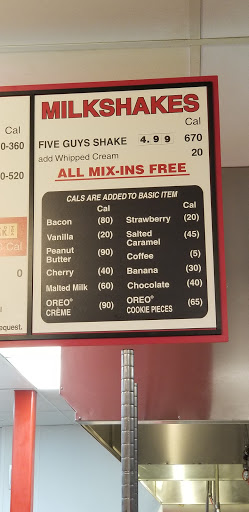 MILKSHAKES
Cal
Cal
0-360
FIVE GUYS SHAKE 4.99 670
add Whipped Cream 20
0-520
ALL MIX-INS FREE
CALS ARE ADDED TO BASIC ITEM
Cal Cal
Bacon (80) Strawberry (20)
Vanilla (20) Salted
Caramel (45)
Peanut
Butter (90) Coffee (5)
Cherry (40) Banana (30)
Malted Milk (60) Chocolate (40)
OREO®
CRÈME (90) OREO®
COOKIE PIECES (65)
Cal
0
request.